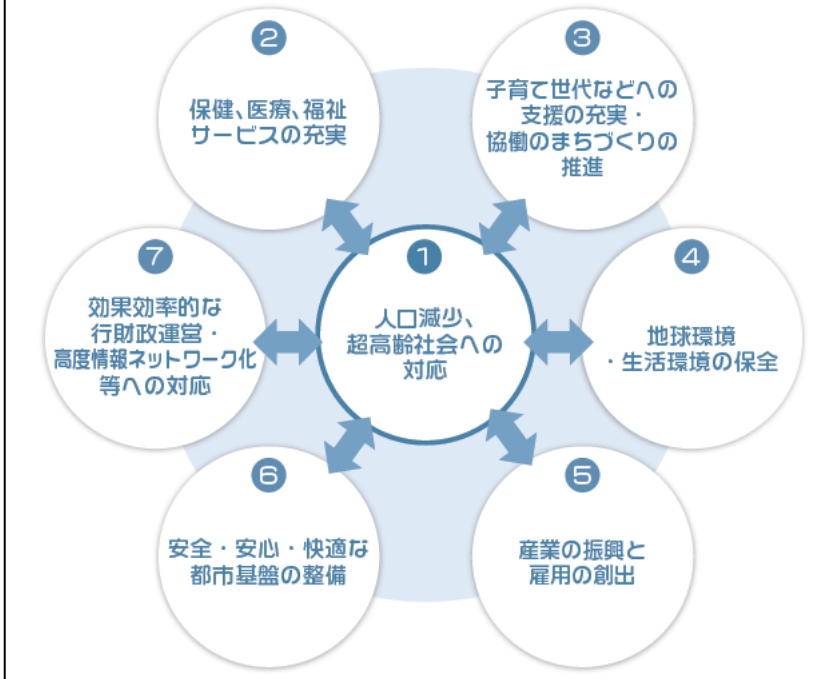 1
人口減少、
超高齢社会への
対応
2
保健、医療、福祉
サービスの充実
3
子育て世代などへの
支援の充実・
協働のまちづくりの
推進
4
地球環境
・生活環境の保全
5
産業の振興と
雇用の創出
6
安全・安心・快適な
都市基盤の整備
7
効果効率的な
行財政運営・
高度情報ネットワーク化
等への対応